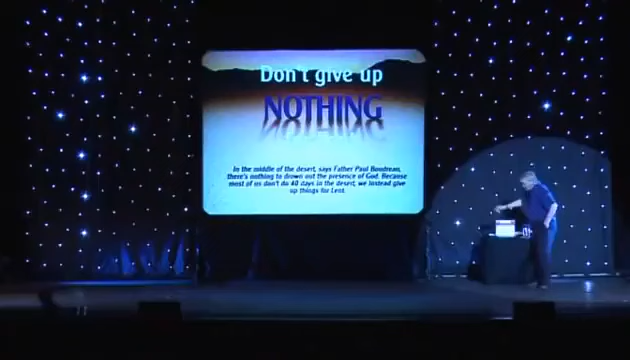 Don't give up
NOTHING
In the middle of the desert, says Father Paul Boudreau,
there's nothing to drown out the presence of God. Because
most of us don't do 40 days in the desert, we instead give
up things for Lent.